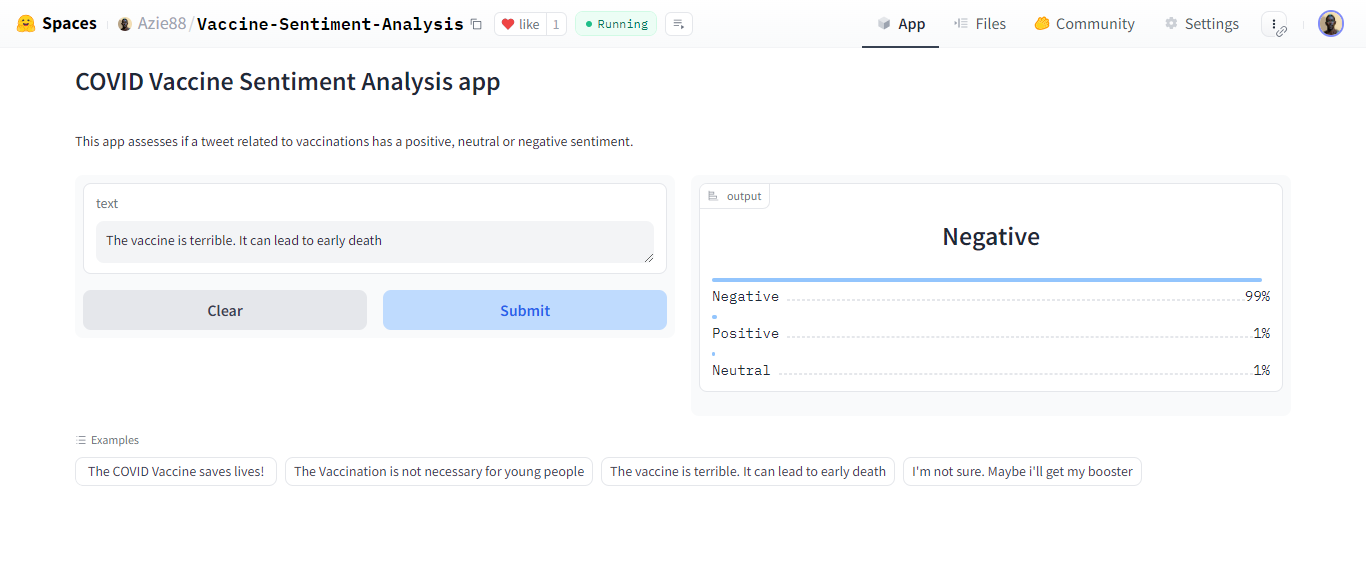 Spaces Azie88/Vaccine-Sentiment-Analysis like 1 Running App Files Community Settings
COVID Vaccine Sentiment Analysis app
This app assesses if a tweet related to vaccinations has a positive, neutral or negative sentiment.
text
The vaccine is terrible. It can lead to early death
Clear Submit
output
Negative
Negative 99%
Positive 1%
Neutral 1%
Examples
The COVID Vaccine saves lives! The Vaccination is not necessary for young people The vaccine is terrible. It can lead to early death I'm not sure. Maybe i'll get my booster